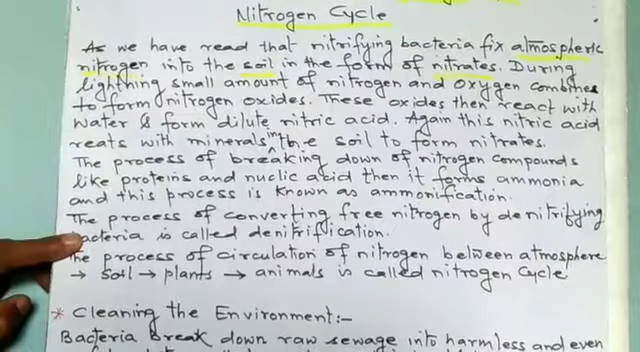 Nitrogen Cycle
As we have read that nitrifying bacteria fix atmospheric
nitrogen into the soil in the form of nitrates. During
lightning small amount of nitrogen and oxygen combines
to form nitrogen oxides. These oxides then react with
water & form dilute nitric acid. Again this nitric acid
reats with minerals in the soil to form nitrates.
The process of breaking down of nitrogen compounds
like proteins and nuclic acid then it forms ammonia
and this process is known as ammonification.
The process of converting free nitrogen by denitrifying
bacteria is called denitrification.
The process of circulation of nitrogen between atmosphere
→ soil → plants → animals is called nitrogen cycle
* Cleaning the Environment:-
Bacteria Break down raw sewage into harmless and even